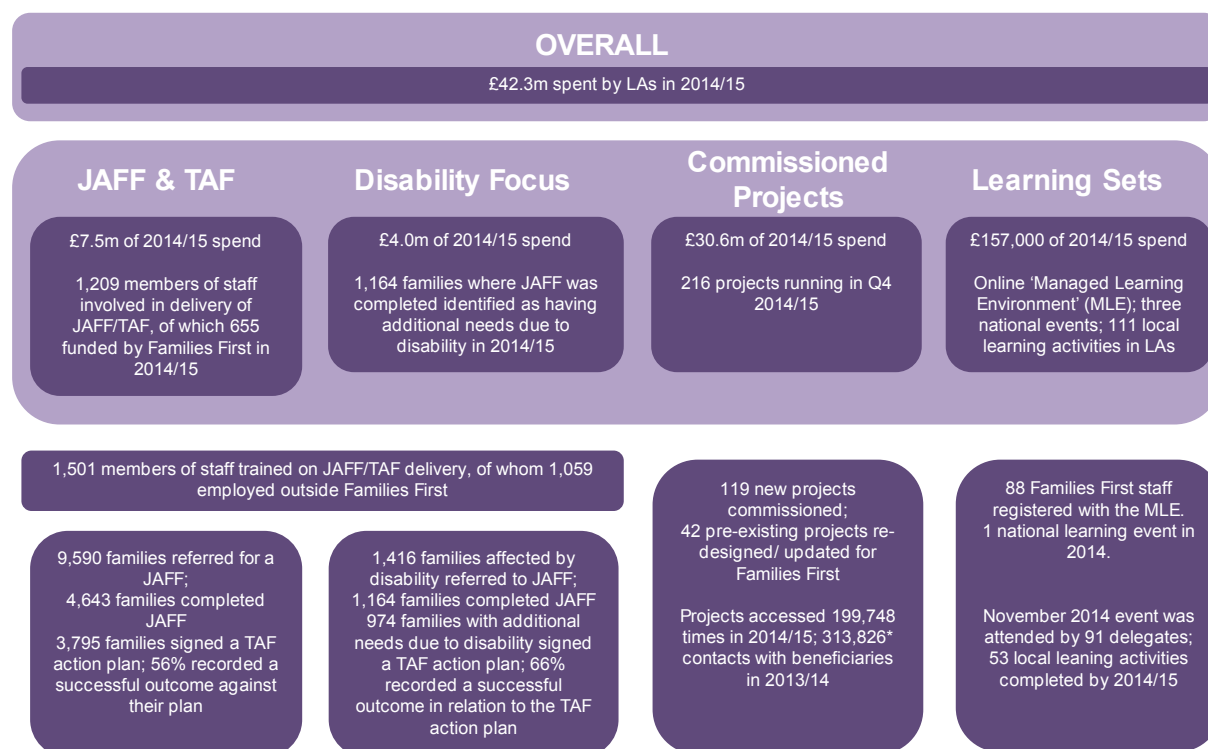 OVERALL
£42.3m spent by LAs in 2014/15
JAFF & TAF
£7.5m of 2014/15 spend
1,209 members of staff
involved in delivery of
JAFF/TAF, of which 655
funded by Families First in
2014/15
Disability Focus
£4.0m of 2014/15 spend
1,164 families where JAFF was
completed identified as having
additional needs due to
disability in 2014/15
Commissioned
Projects
£30.6m of 2014/15 spend
216 projects running in Q4
2014/15
Learning Sets
£157,000 of 2014/15 spend
Online ‘Managed Learning
Environment’ (MLE); three
national events; 111 local
learning activities in LAs
1,501 members of staff trained on JAFF/TAF delivery, of whom 1,059
employed outside Families First
9,590 families referred for a
JAFF;
4,643 families completed
JAFF
3,795 families signed a TAF
action plan; 56% recorded a
successful outcome against
their plan
1,416 families affected by
disability referred to JAFF;
1,164 families completed JAFF
974 families with additional
needs due to disability signed
a TAF action plan; 66%
recorded a successful
outcome in relation to the TAF
action plan
119 new projects
commissioned;
42 pre-existing projects re-
designed/ updated for
Families First
Projects accessed 199,748
times in 2014/15; 313,826*
contacts with beneficiaries
in 2013/14
88 Families First staff
registered with the MLE.
1 national learning event in
2014.
November 2014 event was
attended by 91 delegates;
53 local leaning activities
completed by 2014/15